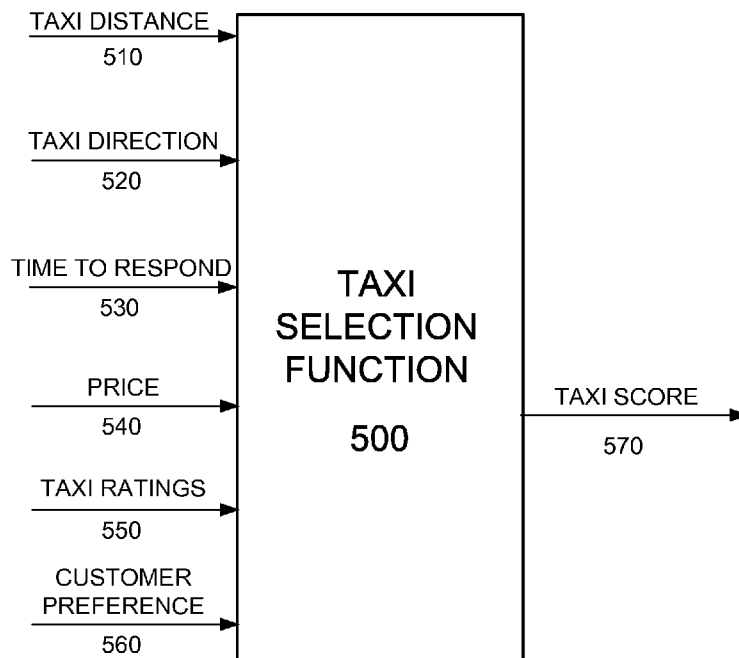 TAXI DISTANCE
510
TAXI DIRECTION
520
TIME TO RESPOND
530
PRICE
540
TAXI RATINGS
550
CUSTOMER
PREFERENCE
560
TAXI
SELECTION
FUNCTION
500
TAXI SCORE
570